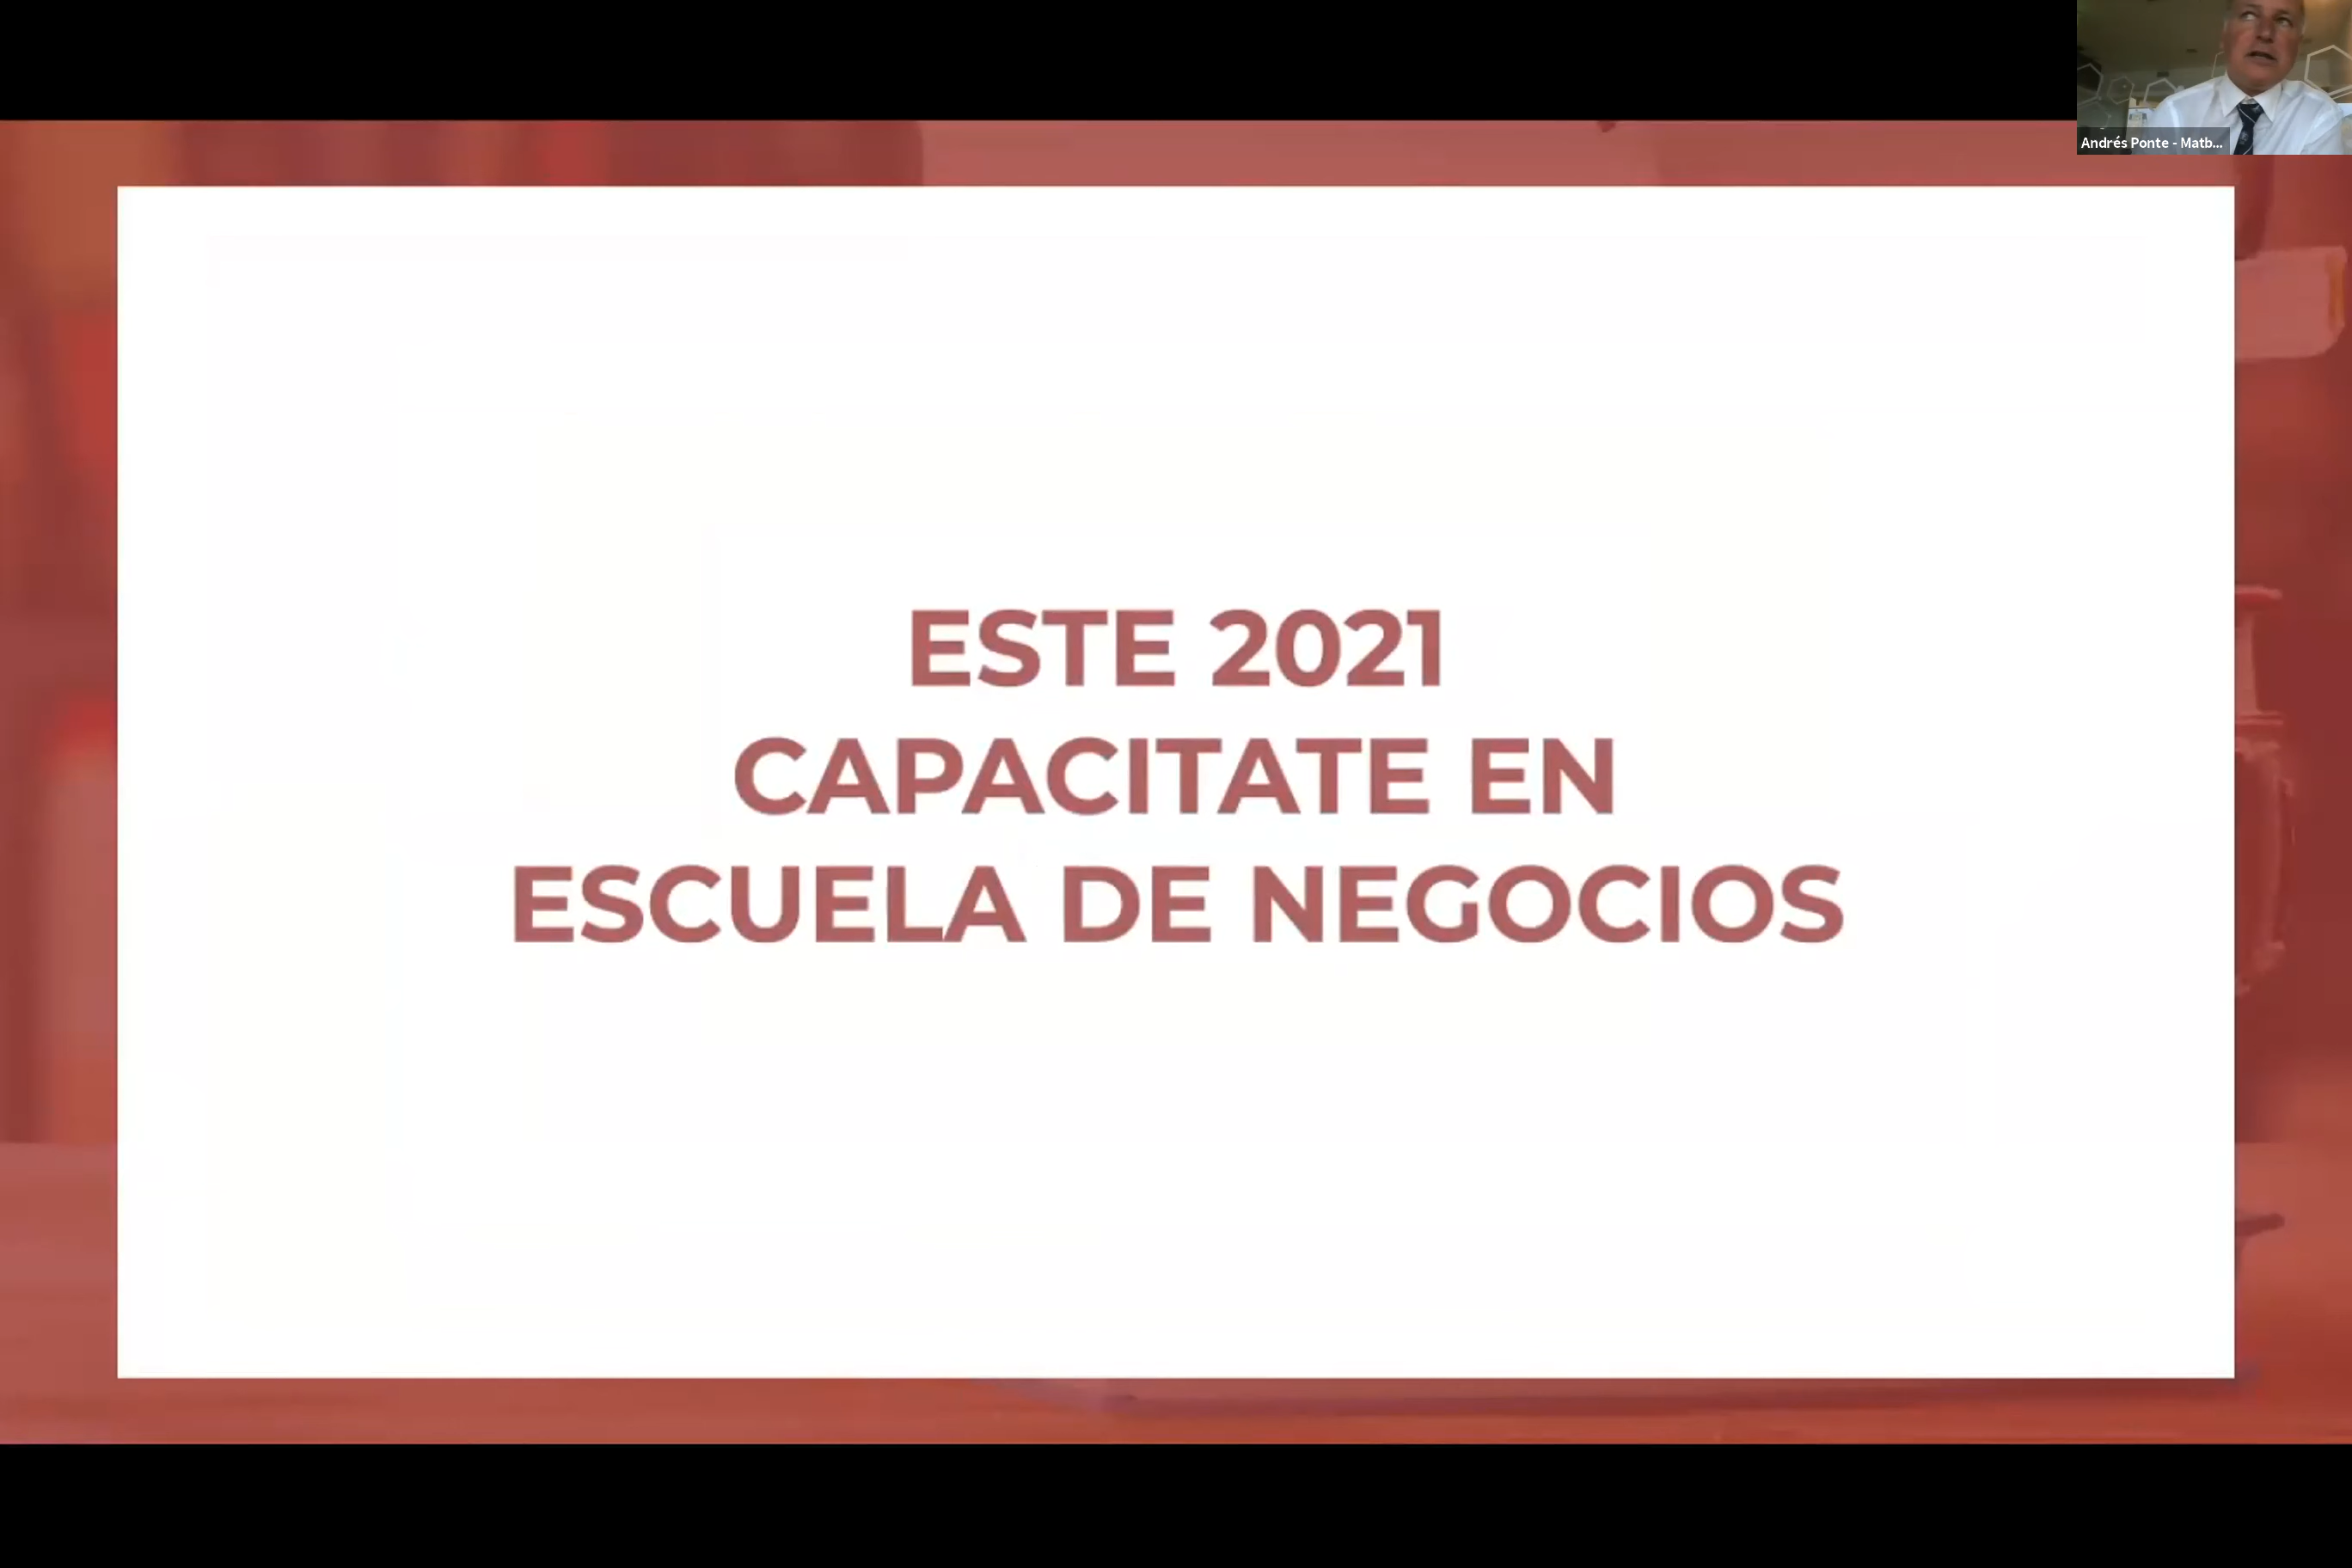 Andrés Ponte - Matb...
ESTE 2021
CAPACITATE EN
ESCUELA DE NEGOCIOS